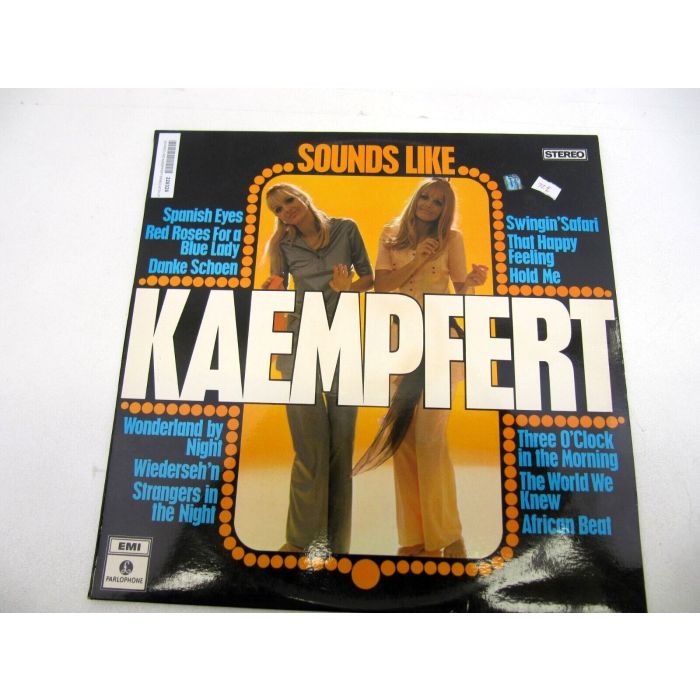 SOUNDS LIKE
STEREO
Spanish Eyes
Red Roses For a
Blue Lady
Danke Schoen
Swingin' Safari
That Happy
Feeling
Hold Me
KAEMPFERT
Wonderland by
Night
Wiederseh'n
Strangers in
the Night
Three O'Clock
in the Morning
The World We
Knew
African Beat
EMI
PARLOPHONE